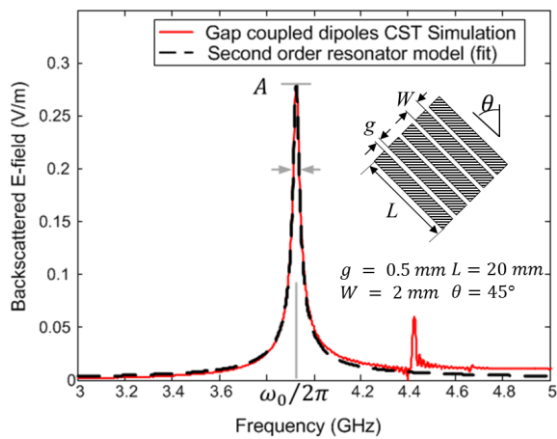 Gap coupled dipoles CST Simulation
Second order resonator model (fit)
Backscattered E-field (V/m)
0.3
0.25
0.2
0.15
0.1
0.05
0
A
W
g
θ
L
g = 0.5 mm L = 20 mm
W = 2 mm θ = 45°
3 3.2 3.4 3.6 3.8 ω₀/2π 4.2 4.4 4.6 4.8 5
Frequency (GHz)